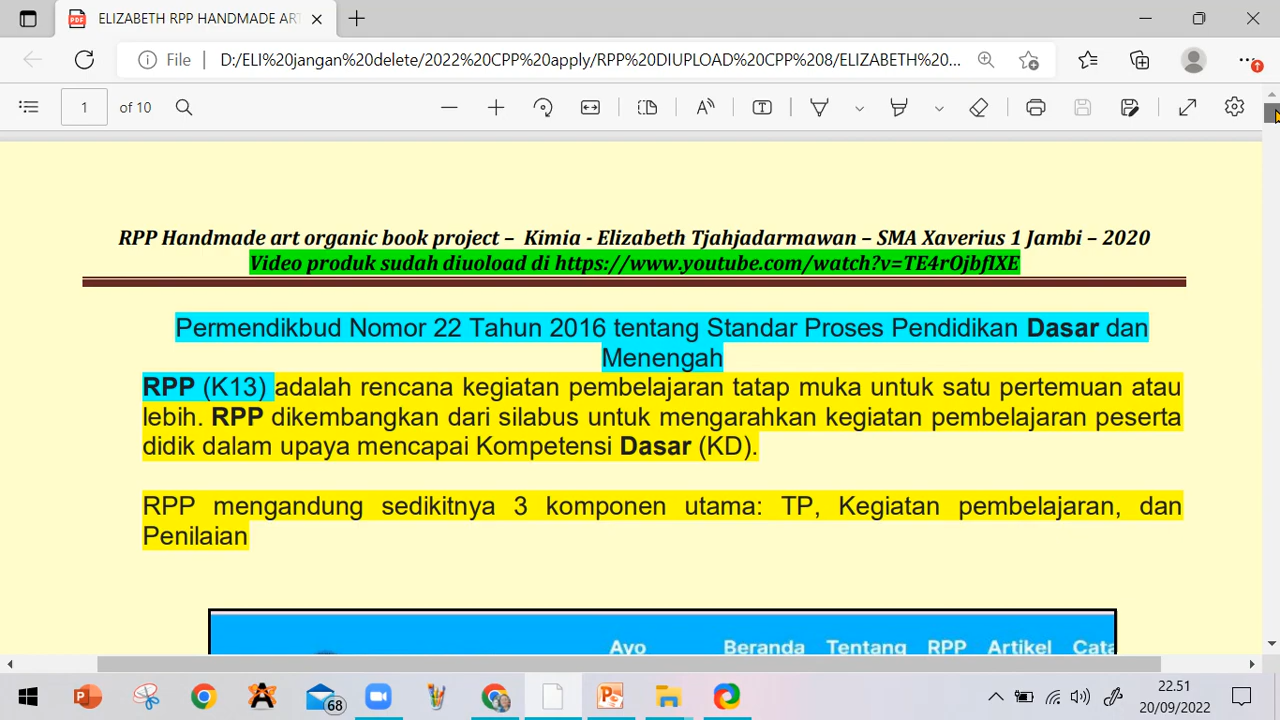 ELIZABETH RPP HANDMADE ART
File D:/ELI%20jangan%20delete/2022%20CPP%20apply/RPP%20DIUPLOAD%20CPP%208/ELIZABETH%20...
1 of 10
RPP Handmade art organic book project – Kimia - Elizabeth Tjahjadarmawan – SMA Xaverius 1 Jambi – 2020
Video produk sudah diuoload di https://www.youtube.com/watch?v=TE4rOjbfIXE
Permendikbud Nomor 22 Tahun 2016 tentang Standar Proses Pendidikan Dasar dan
Menengah
RPP (K13) adalah rencana kegiatan pembelajaran tatap muka untuk satu pertemuan atau
lebih. RPP dikembangkan dari silabus untuk mengarahkan kegiatan pembelajaran peserta
didik dalam upaya mencapai Kompetensi Dasar (KD).
RPP mengandung sedikitnya 3 komponen utama: TP, Kegiatan pembelajaran, dan
Penilaian
Ayo Beranda Tentang RPP Artikel Cata
68
22.51
20/09/2022